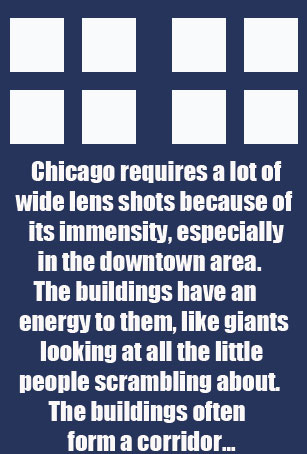 Chicago requires a lot of
wide lens shots because of
its immensity, especially
in the downtown area.
The buildings have an
energy to them, like giants
looking at all the little
people scrambling about.
The buildings often
form a corridor...